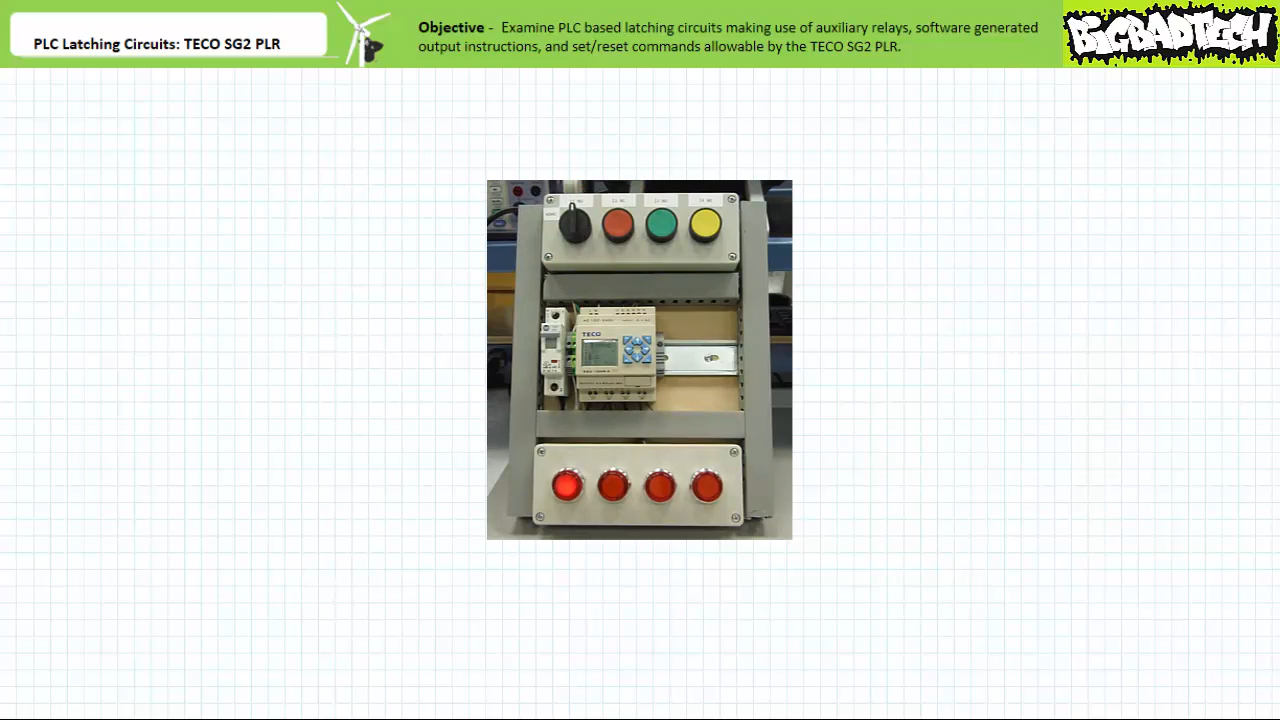 PLC Latching Circuits: TECO SG2 PLR
Objective - Examine PLC based latching circuits making use of auxiliary relays, software generated
output instructions, and set/reset commands allowable by the TECO SG2 PLR.
BIGBADTECH
TECO